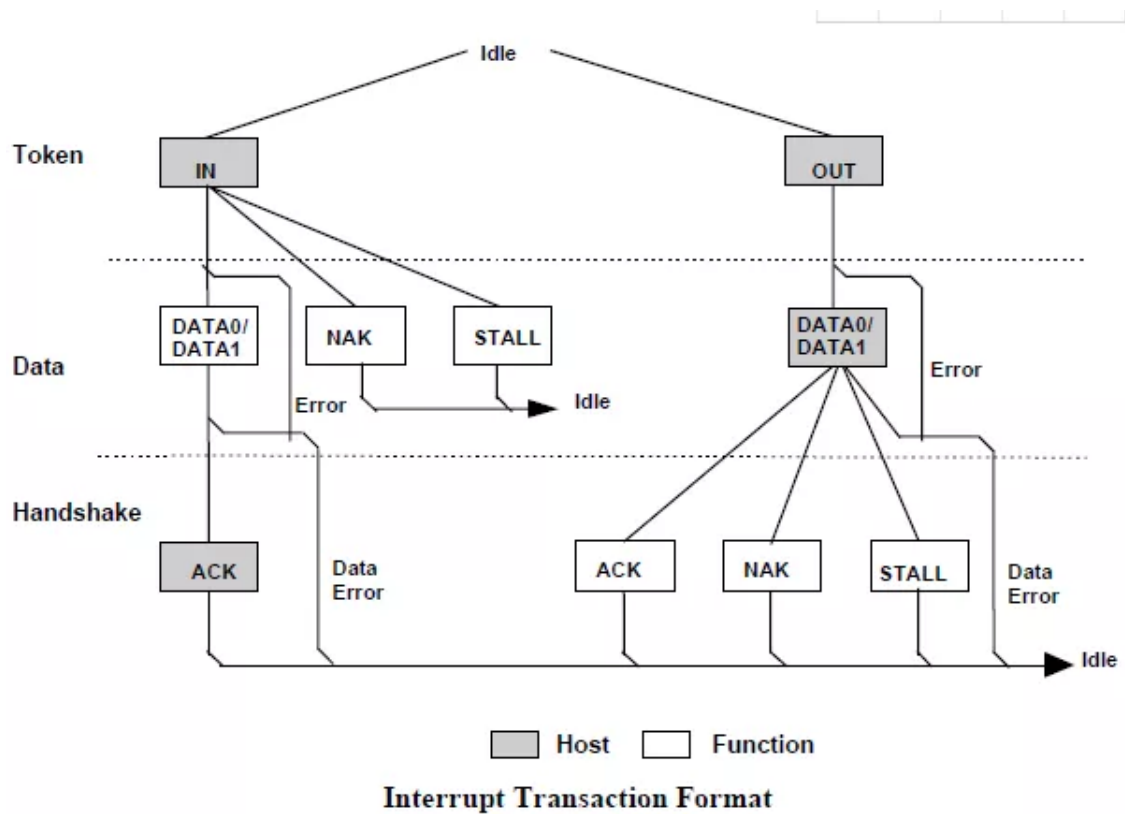 Idle
Token
IN
OUT
DATA0/
DATA1
NAK
STALL
DATA0/
DATA1
Data
Error
Idle
Error
Handshake
ACK
Data
Error
ACK
NAK
STALL
Data
Error
Idle
Host
Function
Interrupt Transaction Format